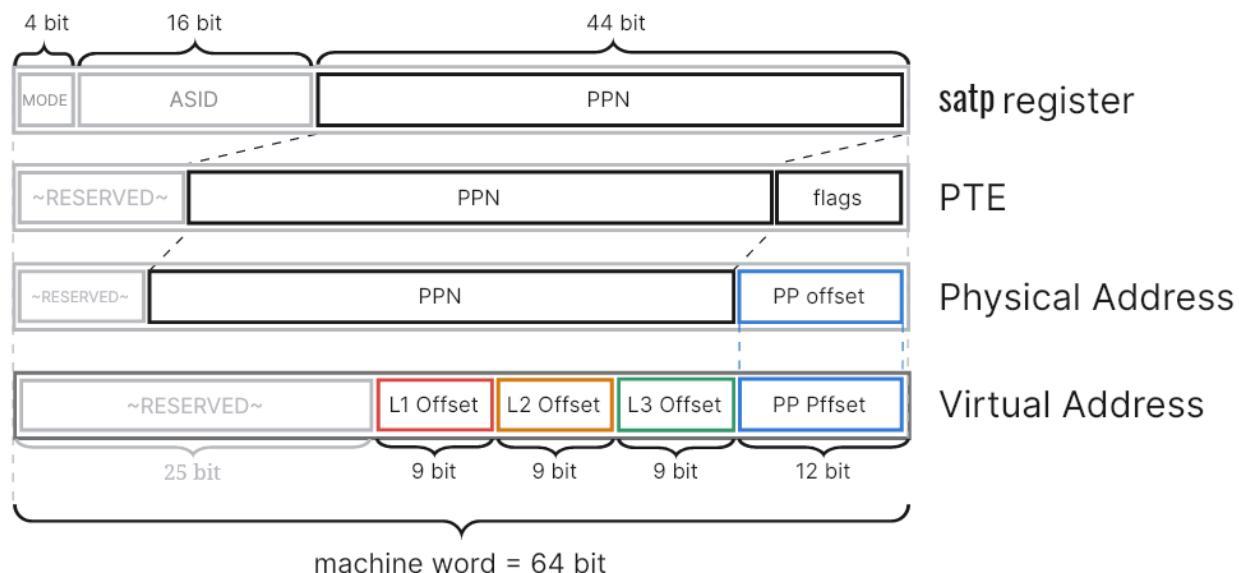 4 bit 16 bit 44 bit
MODE ASID PPN satp register
~RESERVED~ PPN flags PTE
~RESERVED~ PPN PP offset Physical Address
~RESERVED~ L1 Offset L2 Offset L3 Offset PP Pffset Virtual Address
25 bit 9 bit 9 bit 9 bit 12 bit
machine word = 64 bit